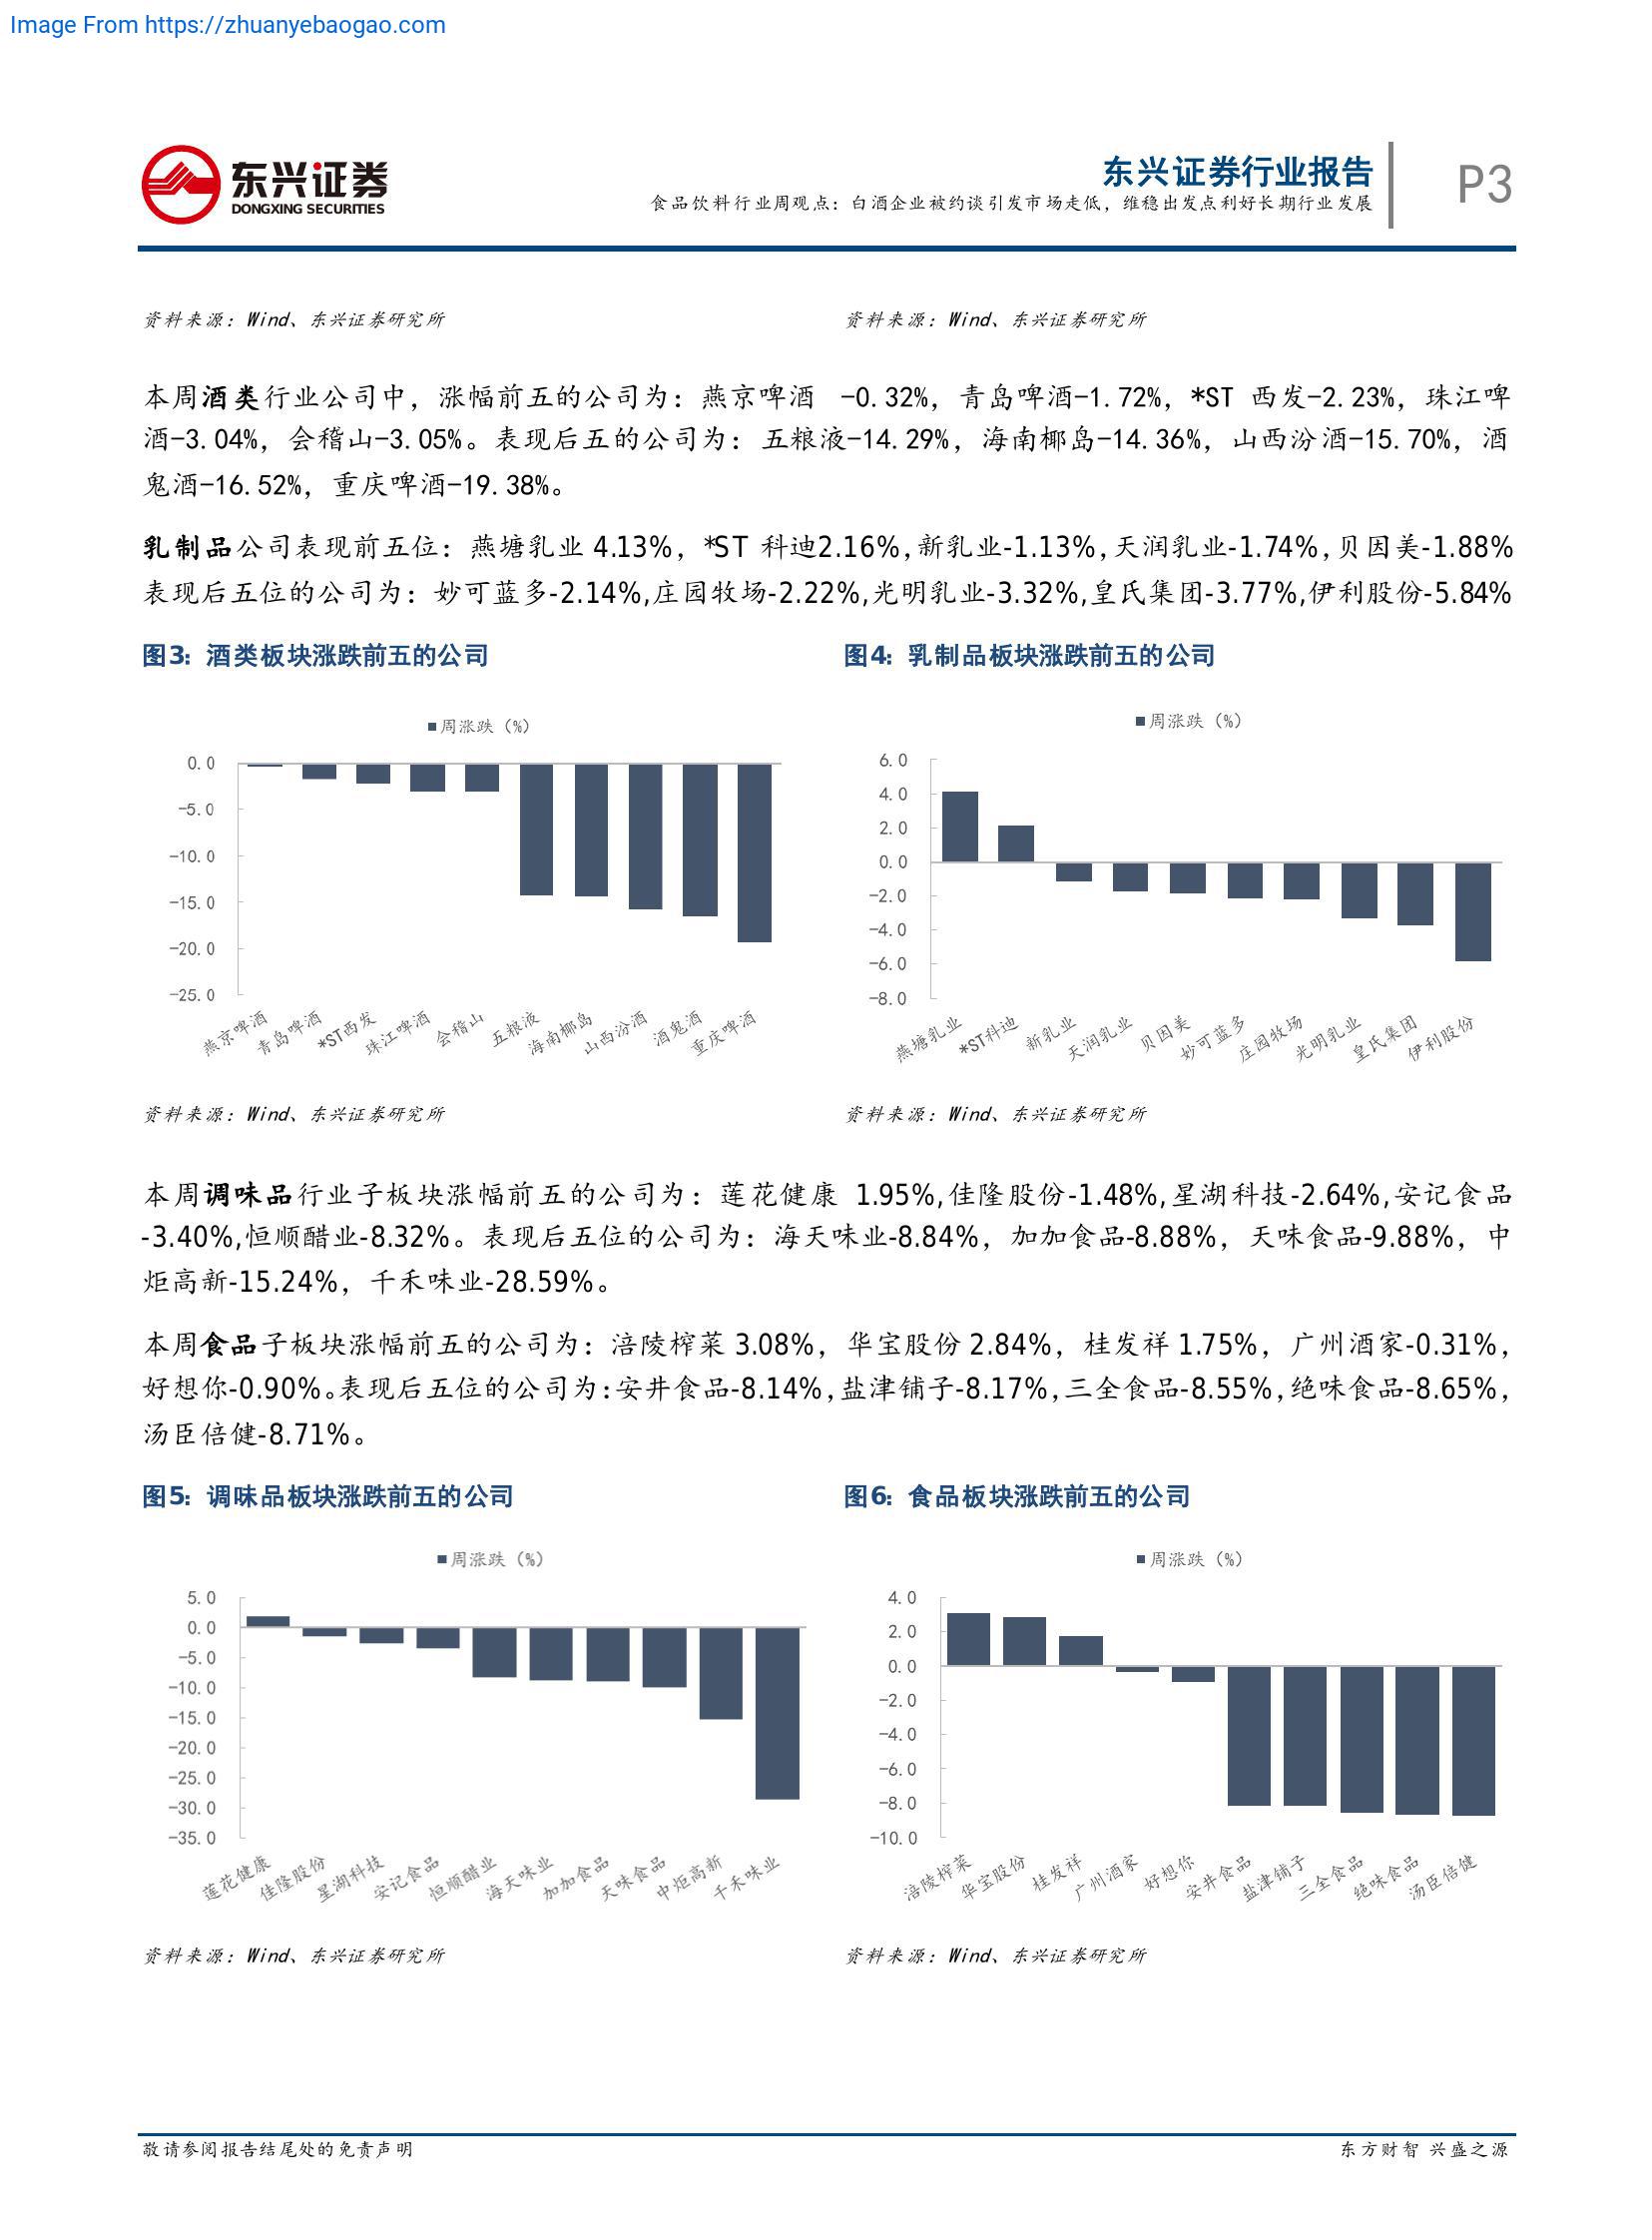 Image From https://zhuanyebaogao.com
东兴证券
DONGXING SECURITIES
东兴证券行业报告
食品饮料行业周观点：白酒企业被约谈引发市场走低，维稳出发点利好长期行业发展
P3
资料来源：Wind、东兴证券研究所
资料来源：Wind、东兴证券研究所
本周酒类行业公司中，涨幅前五的公司为：燕京啤酒 -0.32%，青岛啤酒-1.72%，*ST 西发-2.23%，珠江啤
酒-3.04%，会稽山-3.05%。表现后五的公司为：五粮液-14.29%，海南椰岛-14.36%，山西汾酒-15.70%，酒
鬼酒-16.52%，重庆啤酒-19.38%。
乳制品公司表现前五位：燕塘乳业 4.13%，*ST 科迪2.16%,新乳业-1.13%,天润乳业-1.74%,贝因美-1.88%
表现后五位的公司为：妙可蓝多-2.14%,庄园牧场-2.22%,光明乳业-3.32%,皇氏集团-3.77%,伊利股份-5.84%
图3：酒类板块涨跌前五的公司
周涨跌（%）
0.0
-5.0
-10.0
-15.0
-20.0
-25.0
燕京啤酒
青岛啤酒
*ST西发
珠江啤酒
会稽山
五粮液
海南椰岛
山西汾酒
酒鬼酒
重庆啤酒
资料来源：Wind、东兴证券研究所
图4：乳制品板块涨跌前五的公司
周涨跌（%）
6.0
4.0
2.0
0.0
-2.0
-4.0
-6.0
-8.0
燕塘乳业
*ST科迪
新乳业
天润乳业
贝因美
妙可蓝多
庄园牧场
光明乳业
皇氏集团
伊利股份
资料来源：Wind、东兴证券研究所
本周调味品行业子板块涨幅前五的公司为：莲花健康 1.95%,佳隆股份-1.48%,星湖科技-2.64%,安记食品
-3.40%,恒顺醋业-8.32%。表现后五位的公司为：海天味业-8.84%，加加食品-8.88%，天味食品-9.88%，中
炬高新-15.24%，千禾味业-28.59%。
本周食品子板块涨幅前五的公司为：涪陵榨菜 3.08%，华宝股份 2.84%，桂发祥 1.75%，广州酒家-0.31%，
好想你-0.90%。表现后五位的公司为：安井食品-8.14%，盐津铺子-8.17%，三全食品-8.55%，绝味食品-8.65%，
汤臣倍健-8.71%。
图5：调味品板块涨跌前五的公司
周涨跌（%）
5.0
0.0
-5.0
-10.0
-15.0
-20.0
-25.0
-30.0
-35.0
莲花健康
佳隆股份
星湖科技
安记食品
恒顺醋业
海天味业
加加食品
天味食品
中炬高新
千禾味业
资料来源：Wind、东兴证券研究所
图6：食品板块涨跌前五的公司
周涨跌（%）
4.0
2.0
0.0
-2.0
-4.0
-6.0
-8.0
-10.0
涪陵榨菜
华宝股份
桂发祥
广州酒家
好想你
安井食品
盐津铺子
三全食品
绝味食品
汤臣倍健
资料来源：Wind、东兴证券研究所
敬请参阅报告结尾处的免责声明
东方财智 兴盛之源